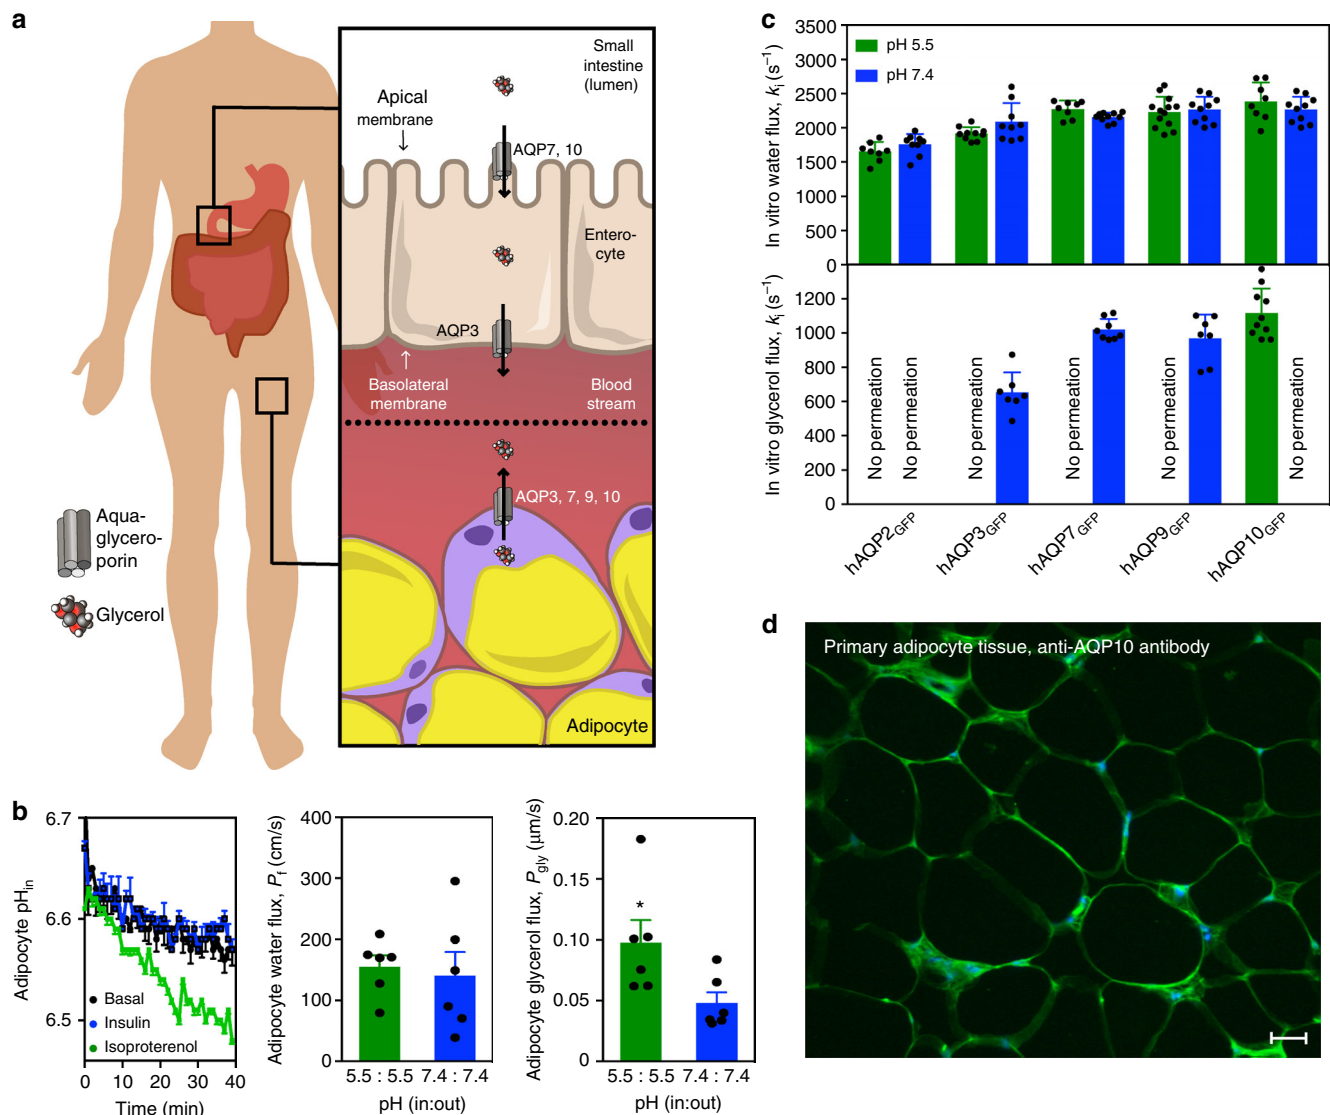 a
Small
intestine
(lumen)
Apical
membrane
AQP7, 10
Entero-
cyte
AQP3
Basolateral
membrane
Blood
stream
AQP3, 7, 9, 10
Adipocyte
Aqua-
glycero-
porin
Glycerol
b
Adipocyte pHin
6.7
6.6
6.5
Basal
Insulin
Isoproterenol
0 10 20 30 40
Time (min)
Adipocyte water flux, Pf (cm/s)
400
300
200
100
0
5.5 : 5.5 7.4 : 7.4
pH (in:out)
Adipocyte glycerol flux, Pgly (µm/s)
0.20
0.15
0.10
0.05
0
*
5.5 : 5.5 7.4 : 7.4
pH (in:out)
c
In vitro water flux, ki (s−1)
3500
3000
2500
2000
1500
1000
500
0
pH 5.5
pH 7.4
In vitro glycerol flux, ki (s−1)
1200
1000
800
600
400
200
0
No permeation
No permeation
No permeation
No permeation
No permeation
No permeation
hAQP2GFP
hAQP3GFP
hAQP7GFP
hAQP9GFP
hAQP10GFP
d
Primary adipocyte tissue, anti-AQP10 antibody